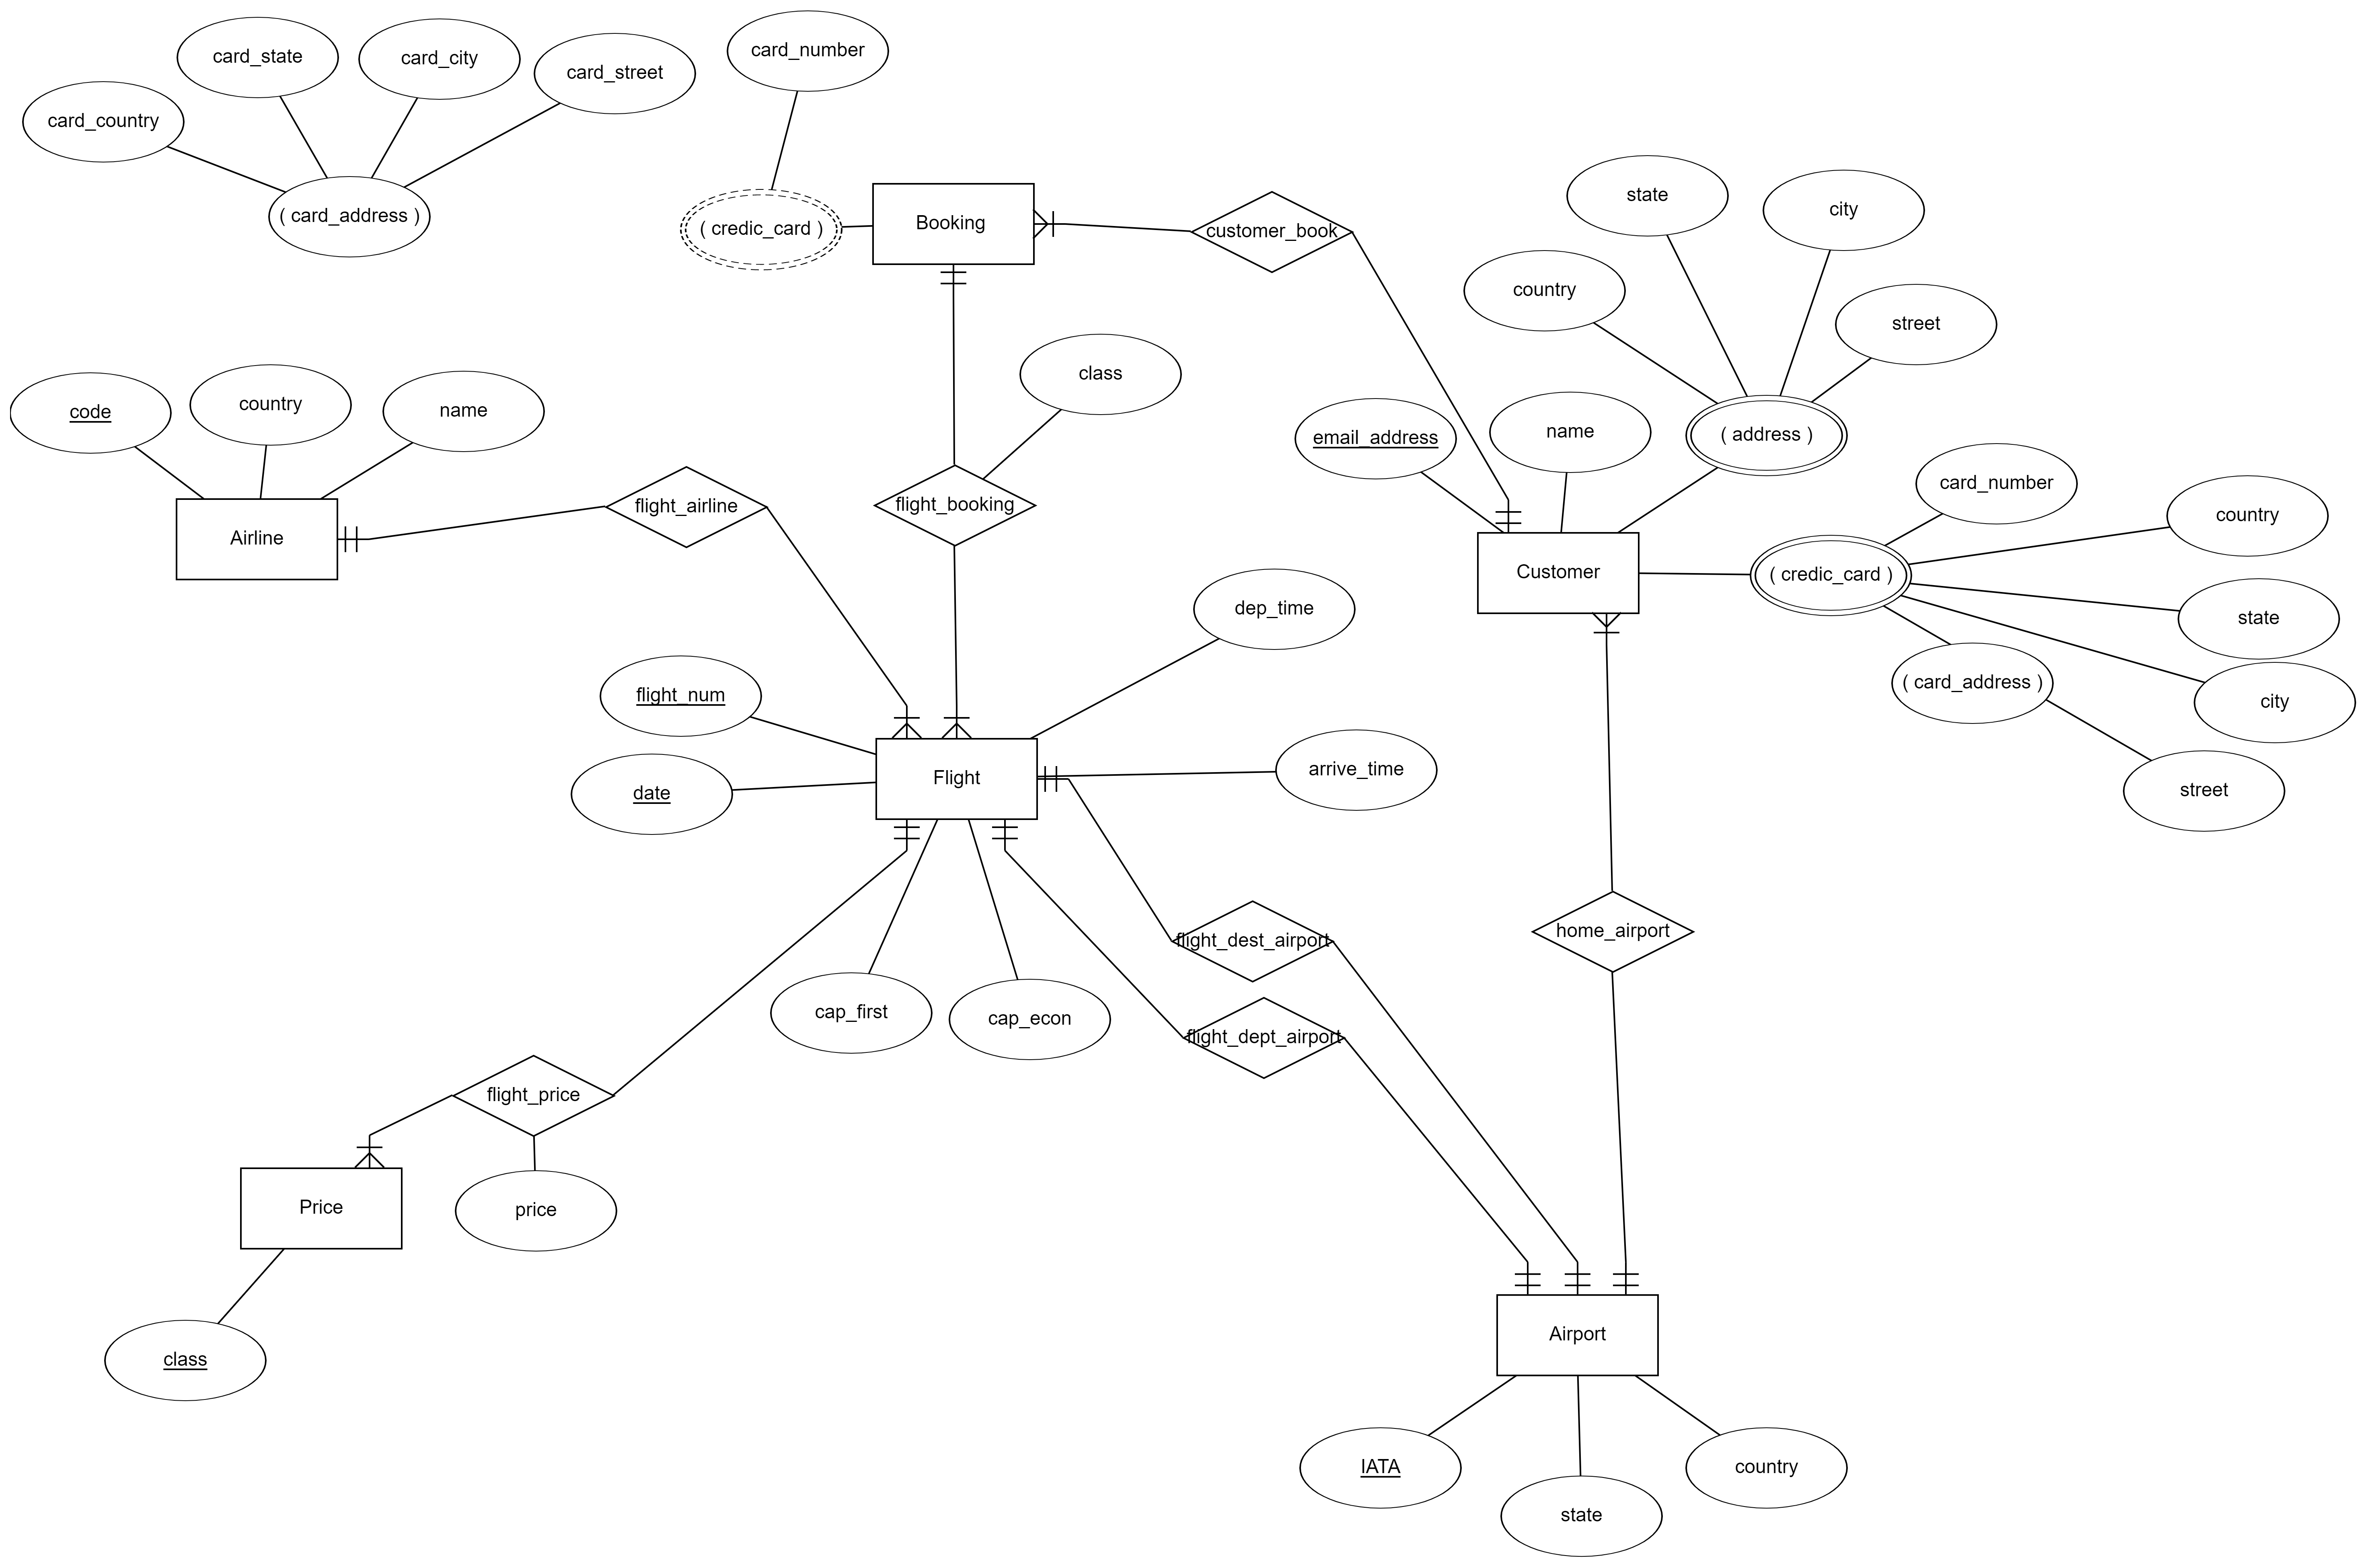 card_state
card_city
card_street
card_number
card_country
( card_address )
( credic_card )
Booking
customer_book
state
city
country
street
code
country
name
class
email_address
name
( address )
Airline
flight_airline
flight_booking
Customer
card_number
country
( credic_card )
state
( card_address )
city
street
dep_time
flight_num
date
Flight
arrive_time
flight_dest_airport
home_airport
cap_first
cap_econ
flight_dept_airport
flight_price
Price
price
class
Airport
IATA
state
country